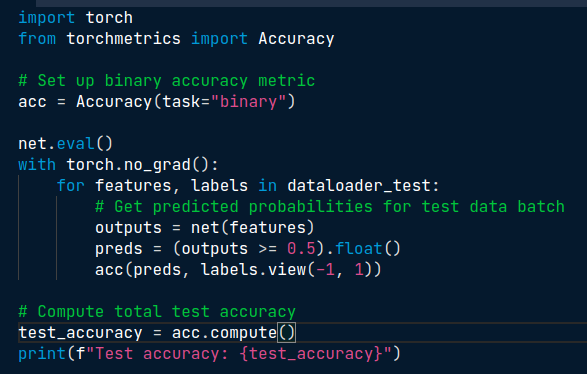 import torch
from torchmetrics import Accuracy
# Set up binary accuracy metric
acc = Accuracy(task="binary")
net.eval()
with torch.no_grad():
for features, labels in dataloader_test:
# Get predicted probabilities for test data batch
outputs = net(features)
preds = (outputs >= 0.5).float()
acc(preds, labels.view(-1, 1))
# Compute total test accuracy
test_accuracy = acc.compute()
print(f"Test accuracy: {test_accuracy}")